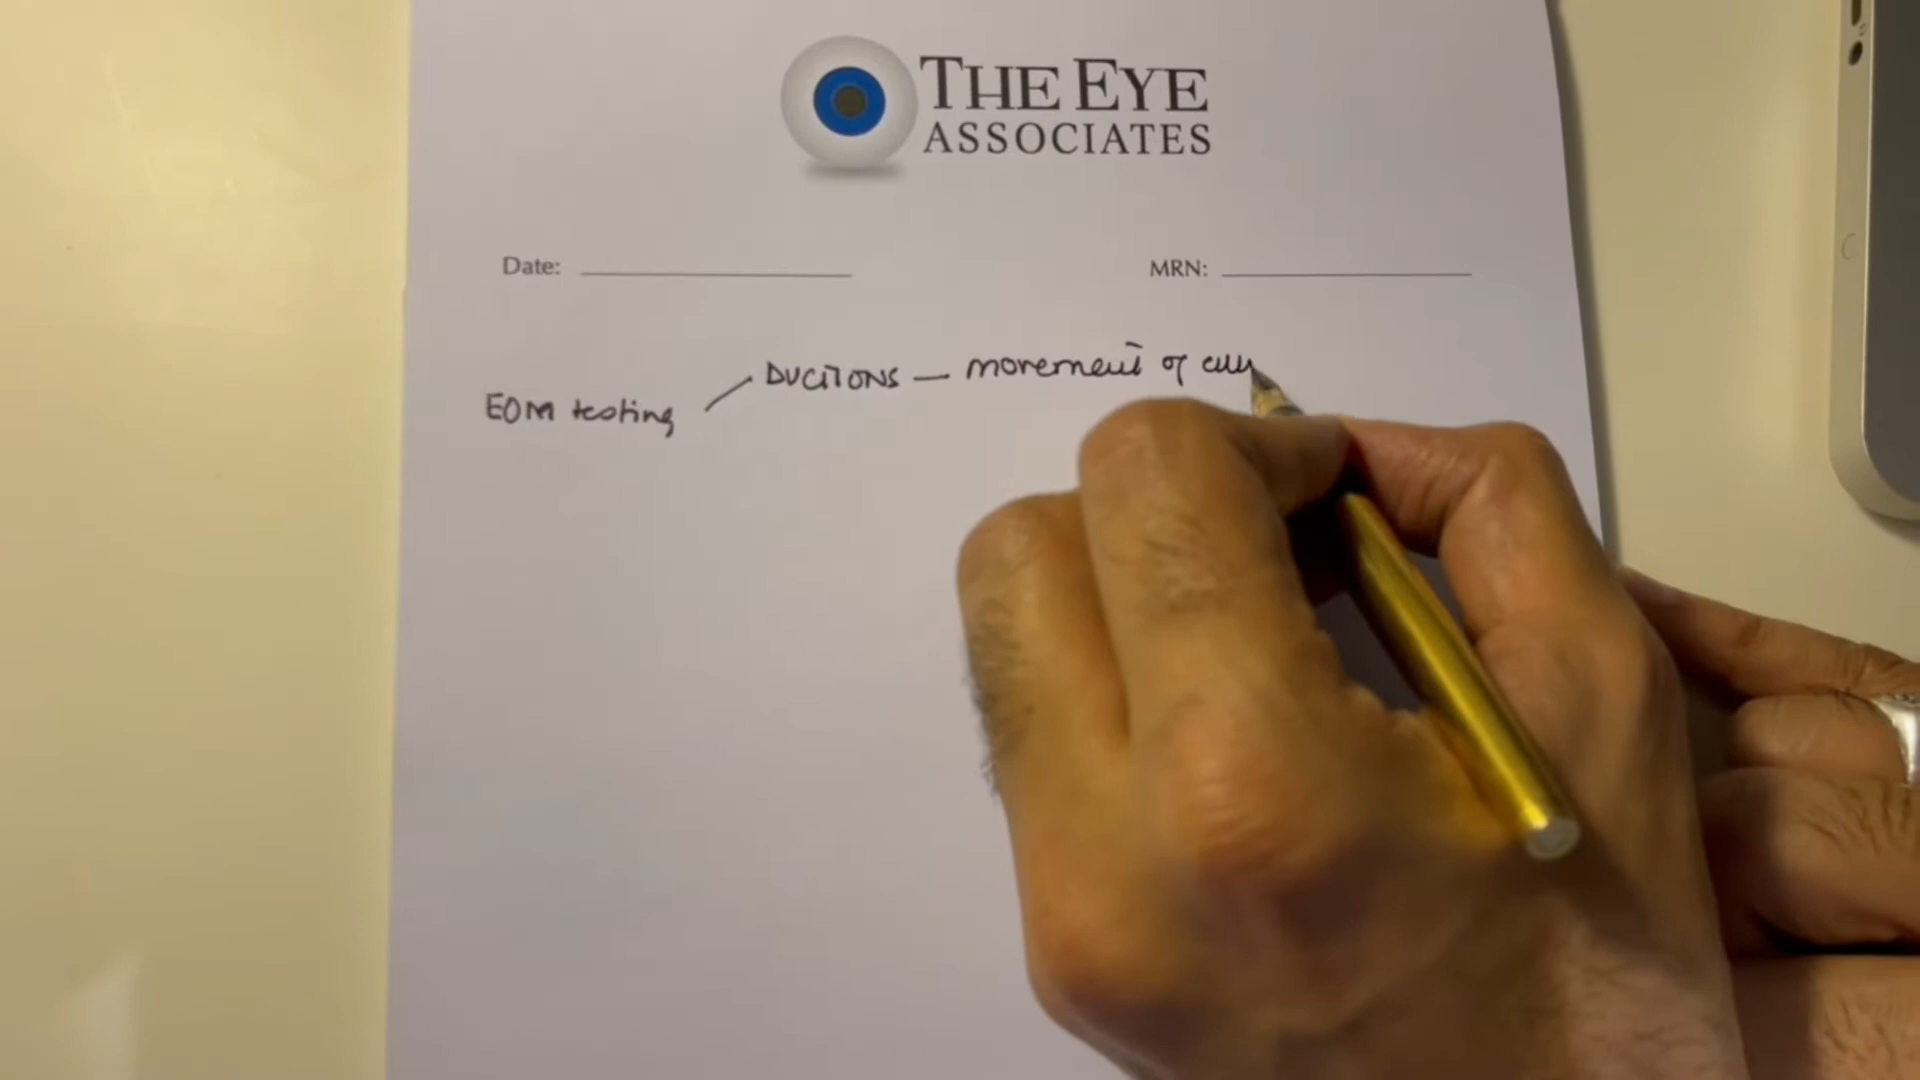 THE EYE
ASSOCIATES
Date: MRN:
DUCTIONS — movement of
EOM testing